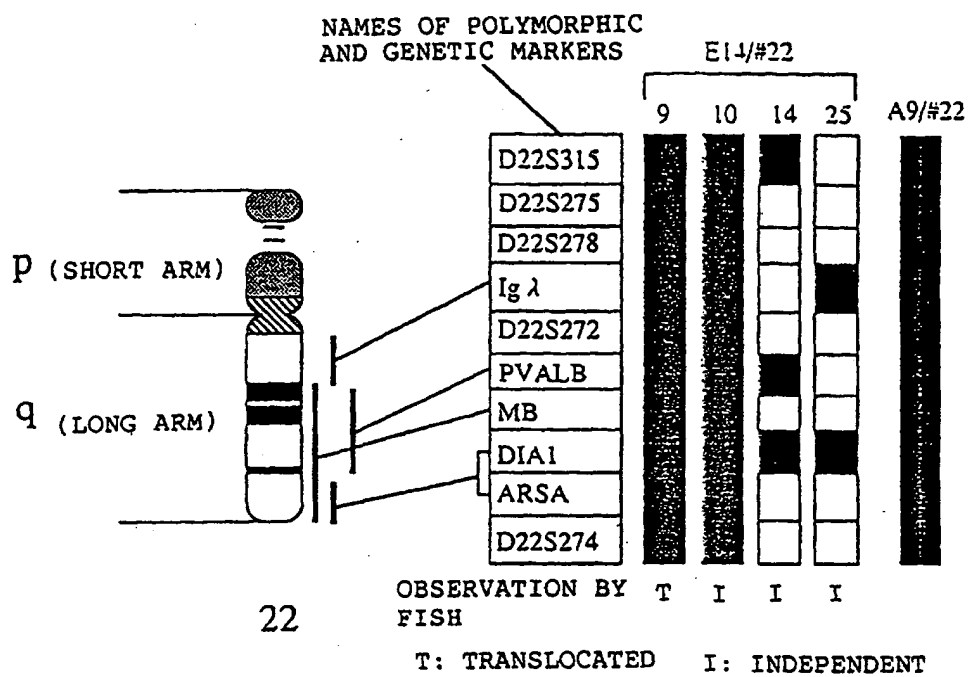 NAMES OF POLYMORPHIC
AND GENETIC MARKERS
E14/#22
9 10 14 25 A9/#22
D22S315
D22S275
D22S278
Ig λ
D22S272
PVALB
MB
DIA1
ARSA
D22S274
p (SHORT ARM)
q (LONG ARM)
22
OBSERVATION BY FISH T I I I
T: TRANSLOCATED I: INDEPENDENT